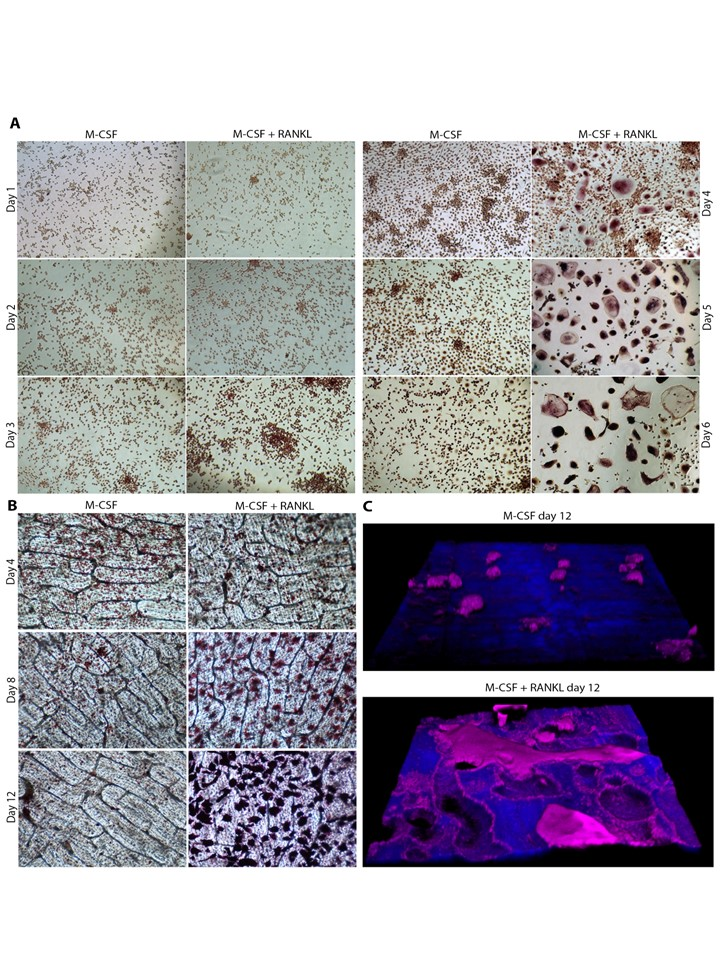 A
M-CSF
M-CSF + RANKL
M-CSF
M-CSF + RANKL
Day 1
Day 2
Day 3
Day 4
Day 5
Day 6
B
M-CSF
M-CSF + RANKL
Day 4
Day 8
Day 12
C
M-CSF day 12
M-CSF + RANKL day 12